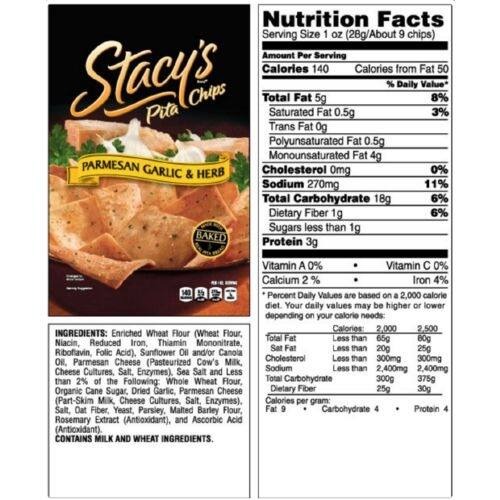 Stacy's
Brand
Pita Chips
PARMESAN GARLIC & HERB
BAKED
PER 1 OZ. SERVING
140
INGREDIENTS: Enriched Wheat Flour (Wheat Flour,
Niacin, Reduced Iron, Thiamin Mononitrate,
Riboflavin, Folic Acid), Sunflower Oil and/or Canola
Oil, Parmesan Cheese (Pasteurized Cow's Milk,
Cheese Cultures, Salt, Enzymes), Sea Salt and Less
than 2% of the Following: Whole Wheat Flour,
Organic Cane Sugar, Dried Garlic, Parmesan Cheese
(Part-Skim Milk, Cheese Cultures, Salt, Enzymes),
Salt, Oat Fiber, Yeast, Parsley, Malted Barley Flour,
Rosemary Extract (Antioxidant), and Ascorbic Acid
(Antioxidant).
CONTAINS MILK AND WHEAT INGREDIENTS.
Nutrition Facts
Serving Size 1 oz (28g/About 9 chips)
Amount Per Serving
Calories 140 Calories from Fat 50
% Daily Value*
Total Fat 5g 8%
Saturated Fat 0.5g 3%
Trans Fat 0g
Polyunsaturated Fat 0.5g
Monounsaturated Fat 4g
Cholesterol 0mg 0%
Sodium 270mg 11%
Total Carbohydrate 18g 6%
Dietary Fiber 1g 6%
Sugars less than 1g
Protein 3g
Vitamin A 0% • Vitamin C 0%
Calcium 2% • Iron 4%
* Percent Daily Values are based on a 2,000 calorie
diet. Your daily values may be higher or lower
depending on your calorie needs:
Calories: 2,000 2,500
Total Fat Less than 65g 80g
Sat Fat Less than 20g 25g
Cholesterol Less than 300mg 300mg
Sodium Less than 2,400mg 2,400mg
Total Carbohydrate 300g 375g
Dietary Fiber 25g 30g
Calories per gram:
Fat 9 • Carbohydrate 4 • Protein 4